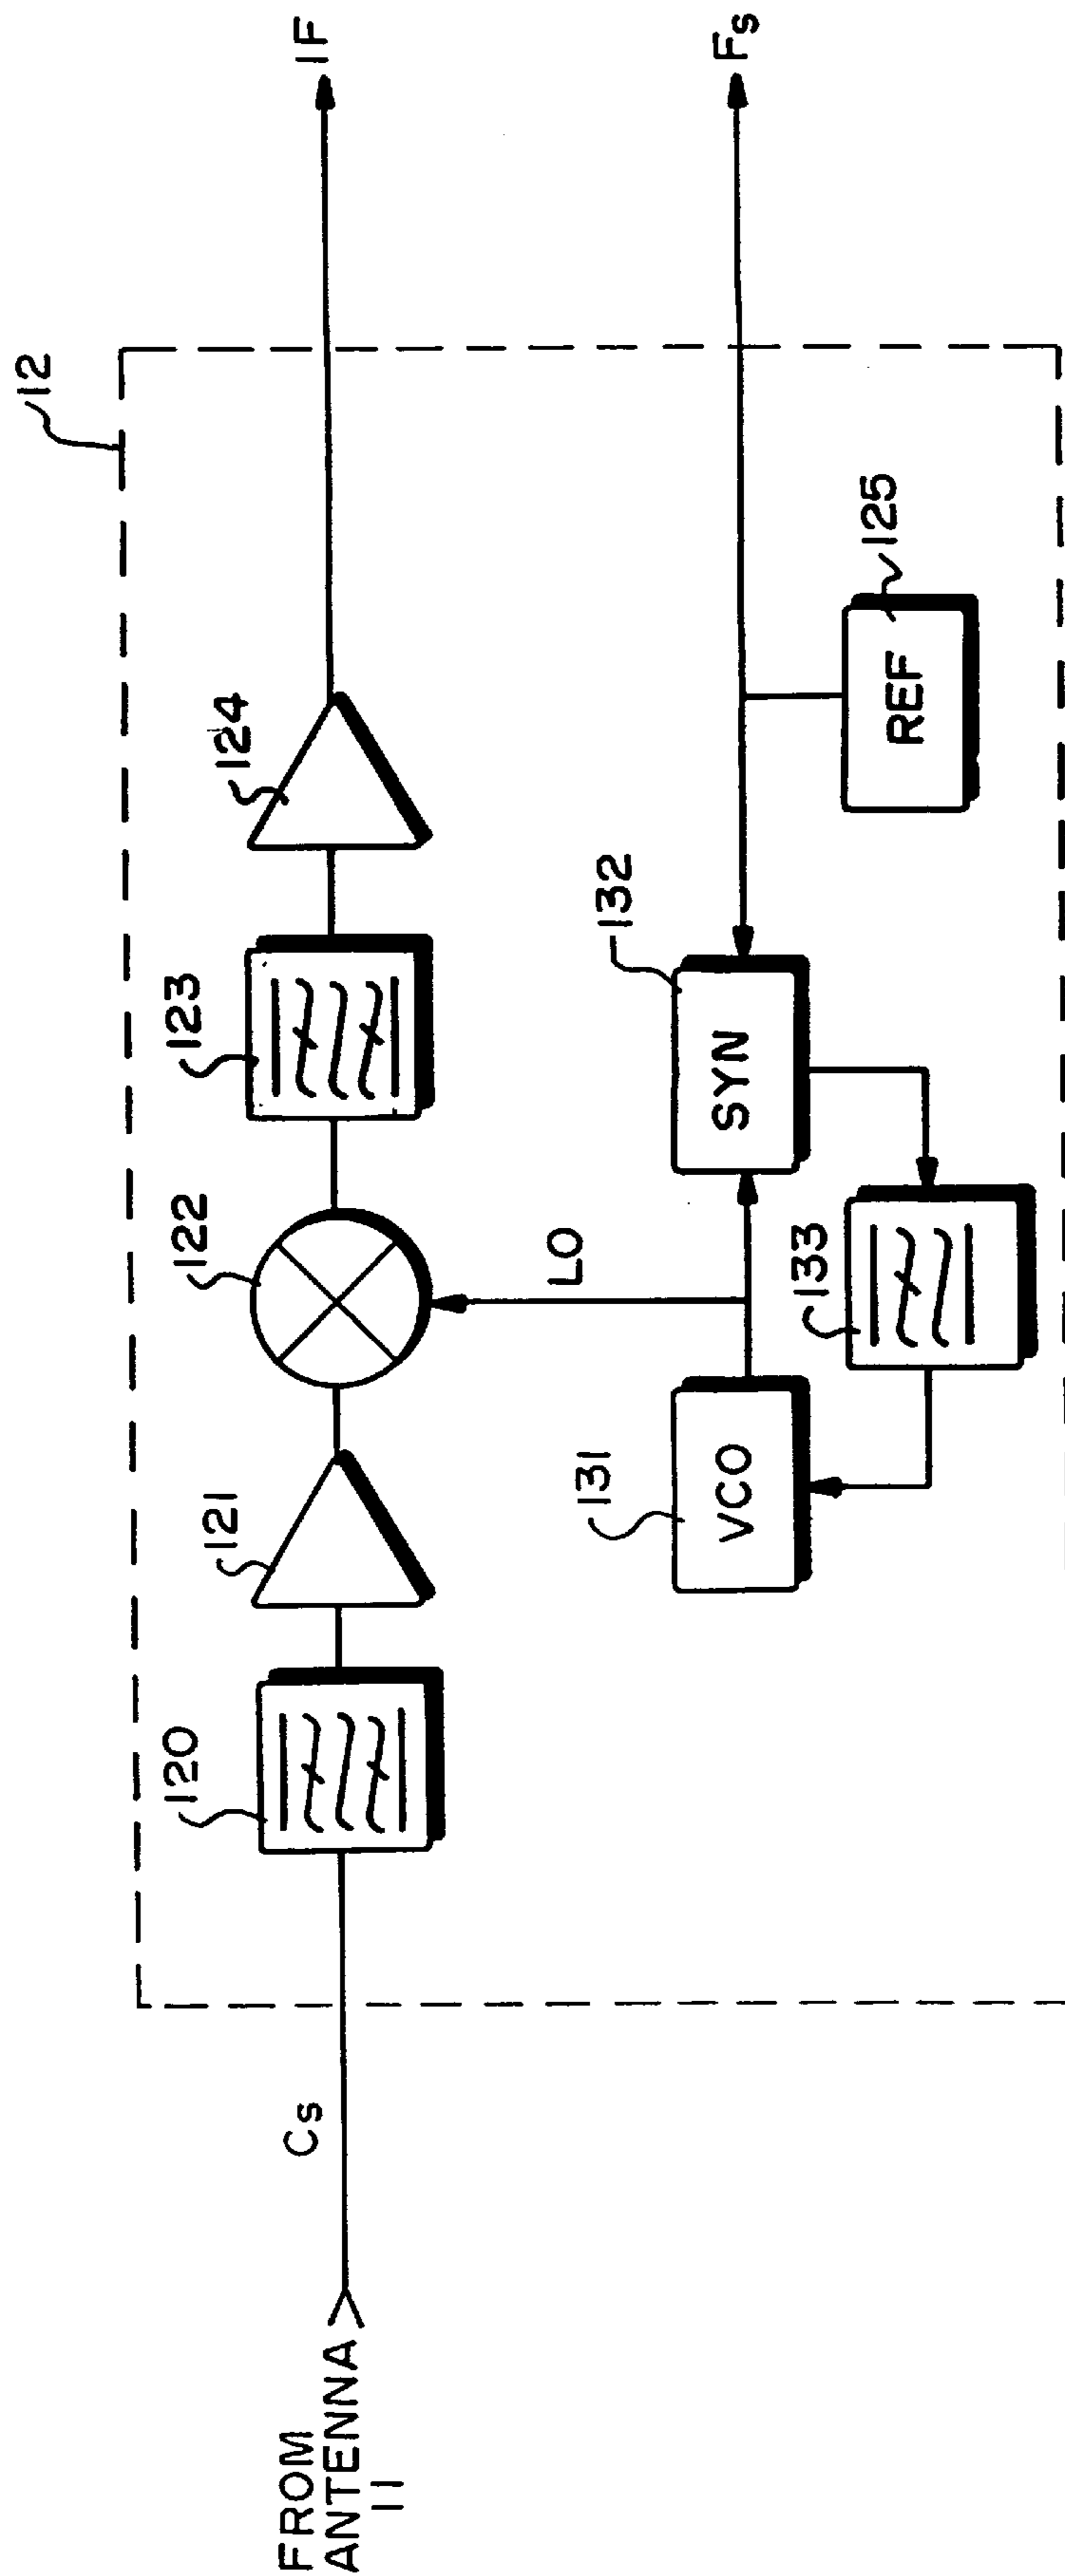 12
FROM
ANTENNA
11
Cs
120
121
122
123
124
IF
LO
131
VCO
132
SYN
133
REF
125
Fs